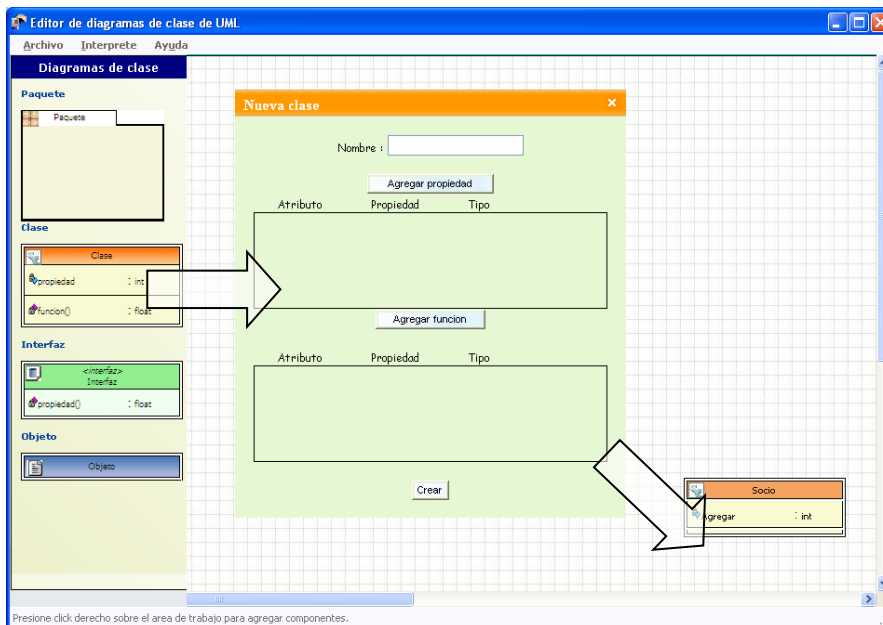 Editor de diagramas de clase de UML
Archivo Interprete Ayuda
Diagramas de clase
Paquete
Paquete
Clase
Clase
propiedad : int
funcion() : float
Interfaz
<interfaz>
Interfaz
propiedad() : float
Objeto
Objeto
Nueva clase
Nombre :
Agregar propiedad
Atributo Propiedad Tipo
Agregar funcion
Atributo Propiedad Tipo
Crear
Socio
Agregar : int
Presione click derecho sobre el area de trabajo para agregar componentes.